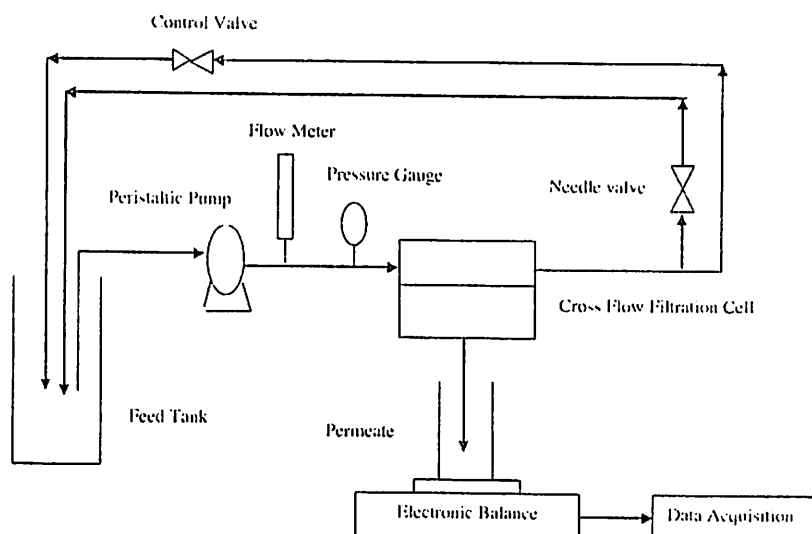 Control Valve
Flow Meter
Pressure Gauge
Needle valve
Peristaltic Pump
Cross Flow Filtration Cell
Feed Tank
Permeate
Electronic Balance
Data Acquisition